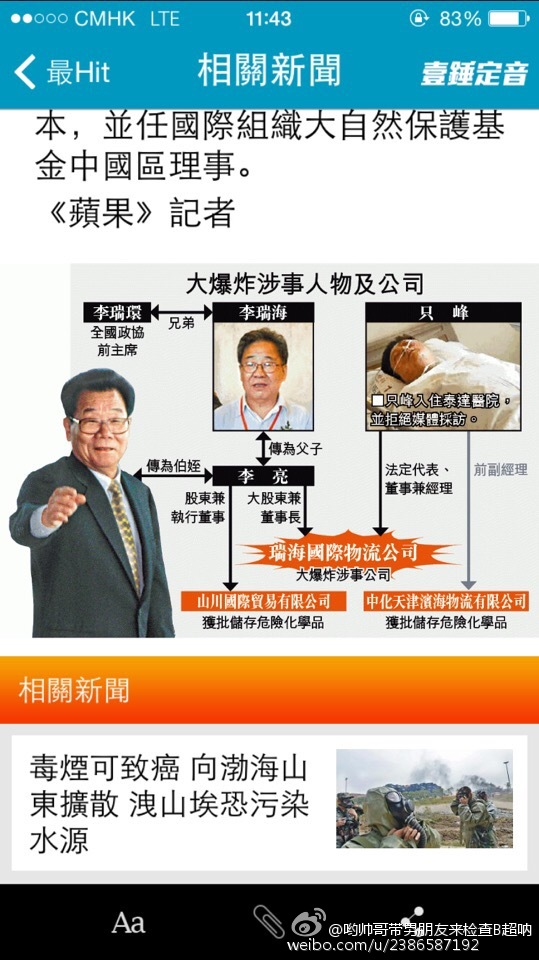 CMHK LTE 11:43 83%
最Hit 相關新聞 壹錘定音
本，並任國際組織大自然保護基
金中國區理事。
《蘋果》記者
大爆炸涉事人物及公司
李瑞環
全國政協
前主席
兄弟
李瑞海
只峰
■只峰入住泰達醫院，
並拒絕媒體採訪。
傳為父子
傳為伯姪
李亮
股東兼
執行董事
大股東兼
董事長
法定代表、
董事兼經理
前副經理
瑞海國際物流公司
大爆炸涉事公司
山川國際貿易有限公司
獲批儲存危險化學品
中化天津濱海物流有限公司
獲批儲存危險化學品
相關新聞
毒煙可致癌 向渤海山
東擴散 洩山埃恐污染
水源
Aa
@哟帅哥带男朋友来检查B超呐
weibo.com/u/2386587192